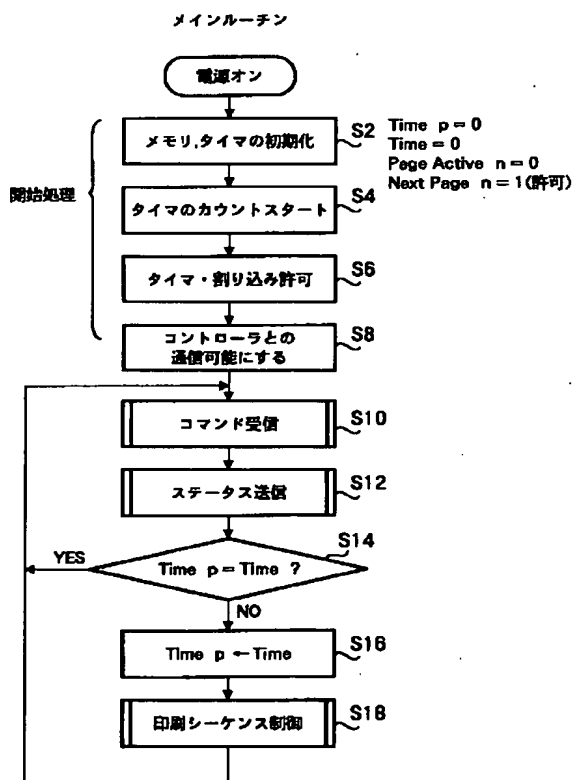 メインルーチン
電源オン
メモリ,タイマの初期化
S2
Time p = 0
Time = 0
Page Active n = 0
Next Page n = 1(許可)
開始処理
タイマのカウントスタート
S4
タイマ・割り込み許可
S6
コントローラとの
通信可能にする
S8
コマンド受信
S10
ステータス送信
S12
S14
YES
Time p = Time ?
NO
Time p ← Time
S16
印刷シーケンス制御
S18